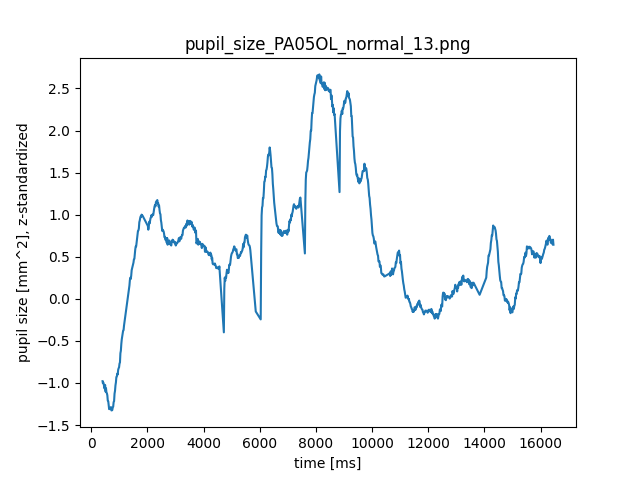 pupil_size_PA05OL_normal_13.png
pupil size [mm^2], z-standardized
2.5
2.0
1.5
1.0
0.5
0.0
−0.5
−1.0
−1.5
0 2000 4000 6000 8000 10000 12000 14000 16000
time [ms]